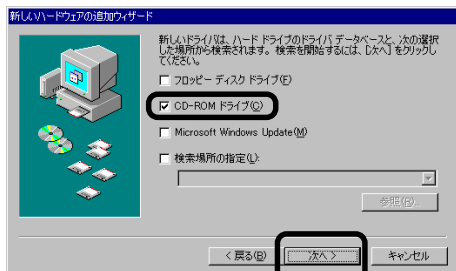 新しいハードウェアの追加ウィザード
新しいドライバは、ハード ドライブのドライバ データベースと、次の選択
した場所から検索されます。検索を開始するには、[次へ] をクリックし
てください。
フロッピー ディスク ドライブ(F)
CD-ROM ドライブ(C)
Microsoft Windows Update(M)
検索場所の指定(L):
参照(R)...
< 戻る(B)
次へ >
キャンセル